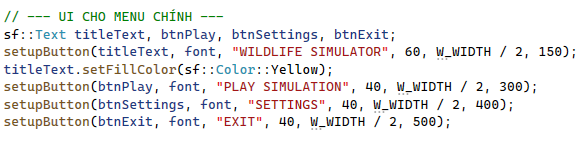 // --- UI CHO MENU CHÍNH ---
sf::Text titleText, btnPlay, btnSettings, btnExit;
setupButton(titleText, font, "WILDLIFE SIMULATOR", 60, W_WIDTH / 2, 150);
titleText.setFillColor(sf::Color::Yellow);
setupButton(btnPlay, font, "PLAY SIMULATION", 40, W_WIDTH / 2, 300);
setupButton(btnSettings, font, "SETTINGS", 40, W_WIDTH / 2, 400);
setupButton(btnExit, font, "EXIT", 40, W_WIDTH / 2, 500);